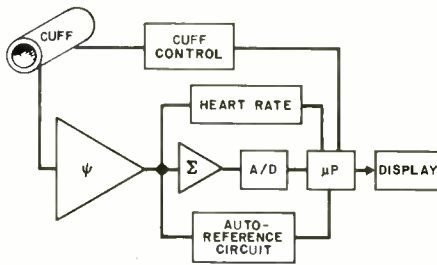 CUFF
CUFF
CONTROL
HEART RATE
Ψ
Σ
A/D
μP
DISPLAY
AUTO-
REFERENCE
CIRCUIT